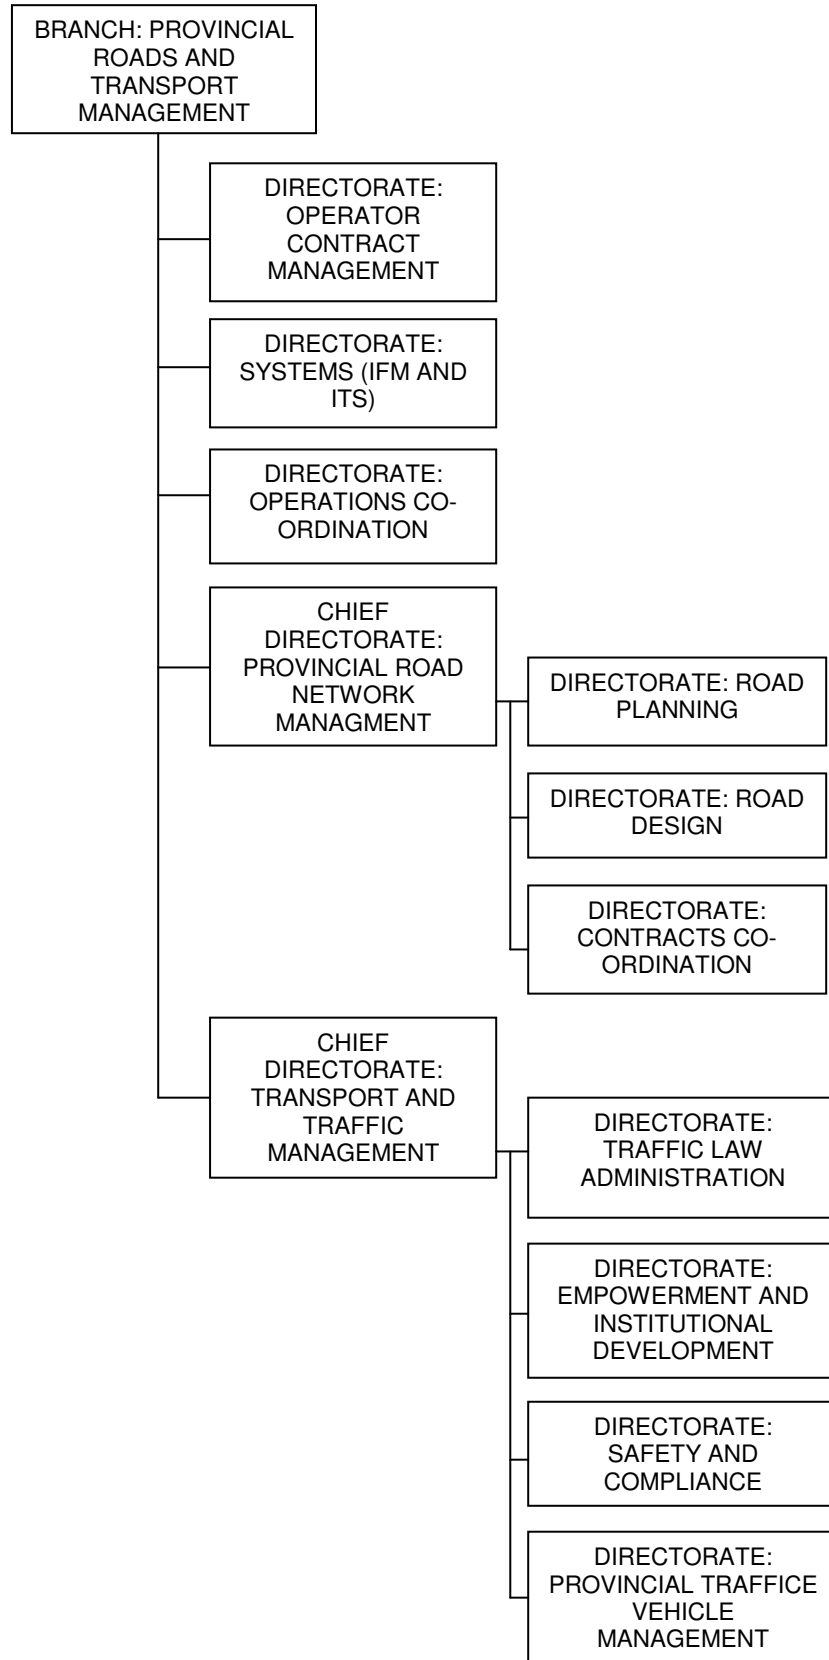 BRANCH: PROVINCIAL
ROADS AND
TRANSPORT
MANAGEMENT
DIRECTORATE:
OPERATOR
CONTRACT
MANAGEMENT
DIRECTORATE:
SYSTEMS (IFM AND
ITS)
DIRECTORATE:
OPERATIONS CO-
ORDINATION
CHIEF
DIRECTORATE:
PROVINCIAL ROAD
NETWORK
MANAGMENT
DIRECTORATE: ROAD
PLANNING
DIRECTORATE: ROAD
DESIGN
DIRECTORATE:
CONTRACTS CO-
ORDINATION
CHIEF
DIRECTORATE:
TRANSPORT AND
TRAFFIC
MANAGEMENT
DIRECTORATE:
TRAFFIC LAW
ADMINISTRATION
DIRECTORATE:
EMPOWERMENT AND
INSTITUTIONAL
DEVELOPMENT
DIRECTORATE:
SAFETY AND
COMPLIANCE
DIRECTORATE:
PROVINCIAL TRAFFICE
VEHICLE
MANAGEMENT